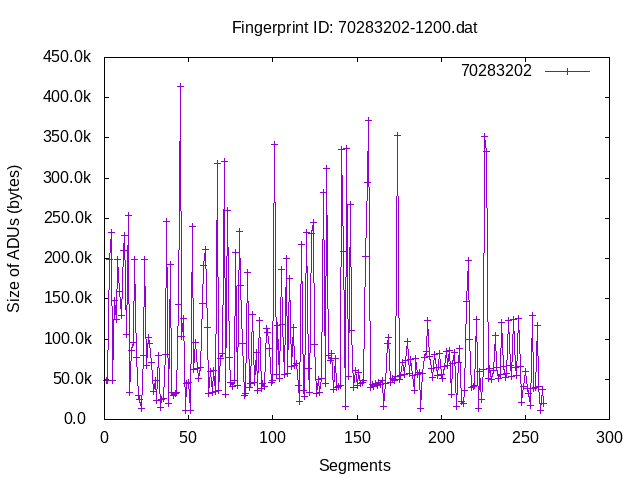 Fingerprint ID: 70283202-1200.dat
450.0k
400.0k
350.0k
300.0k
250.0k
200.0k
150.0k
100.0k
50.0k
0.0
Size of ADUs (bytes)
70283202
0 50 100 150 200 250 300
Segments